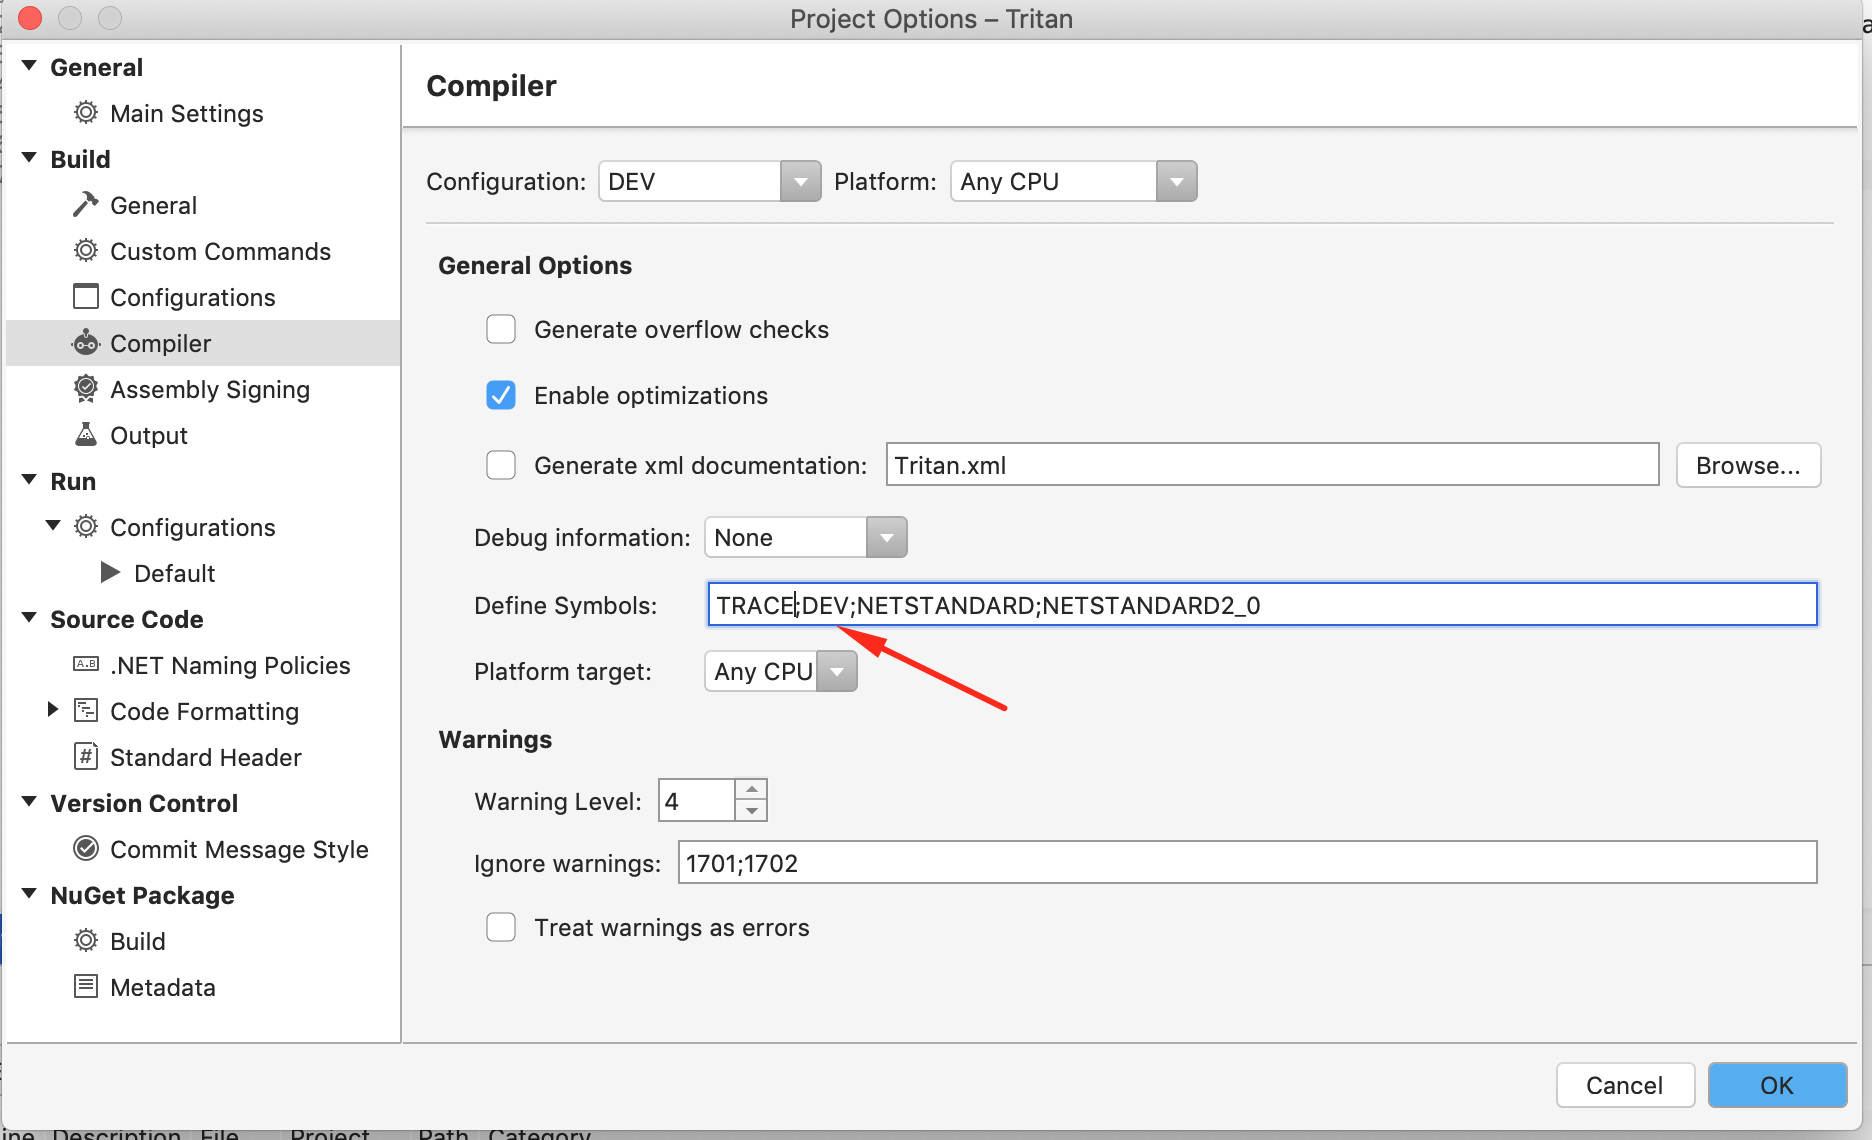 Project Options – Tritan
General
Main Settings
Build
General
Custom Commands
Configurations
Compiler
Assembly Signing
Output
Run
Configurations
Default
Source Code
A.B .NET Naming Policies
Code Formatting
# Standard Header
Version Control
Commit Message Style
NuGet Package
Build
Metadata
Compiler
Configuration: DEV Platform: Any CPU
General Options
Generate overflow checks
Enable optimizations
Generate xml documentation: Tritan.xml Browse...
Debug information: None
Define Symbols: TRACE;DEV;NETSTANDARD;NETSTANDARD2_0
Platform target: Any CPU
Warnings
Warning Level: 4
Ignore warnings: 1701;1702
Treat warnings as errors
Cancel OK
Description File Project Path Category